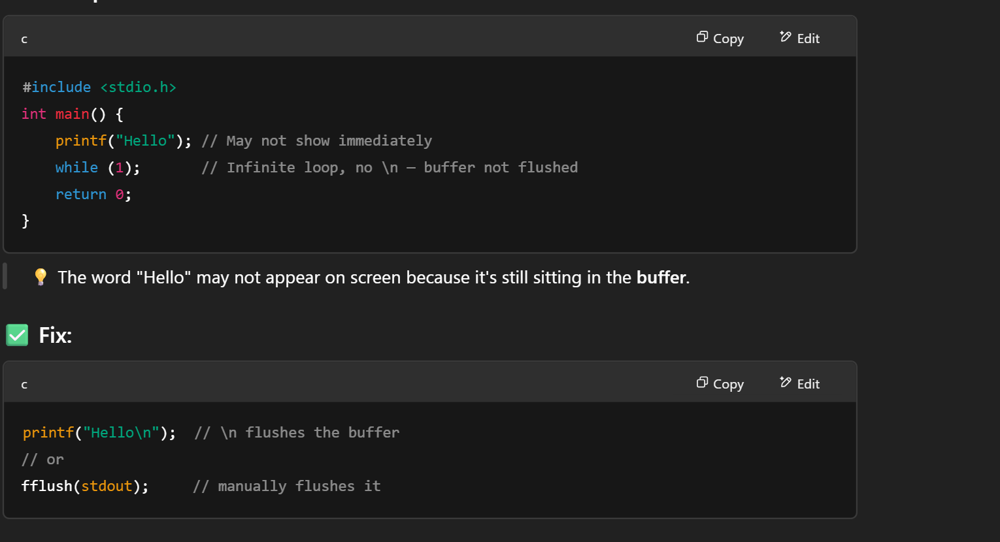 c
Copy
Edit
#include <stdio.h>
int main() {
    printf("Hello"); // May not show immediately
    while (1);       // Infinite loop, no \n — buffer not flushed
    return 0;
}
💡 The word "Hello" may not appear on screen because it's still sitting in the buffer.
✅ Fix:
c
Copy
Edit
printf("Hello\n");  // \n flushes the buffer
// or
fflush(stdout);     // manually flushes it